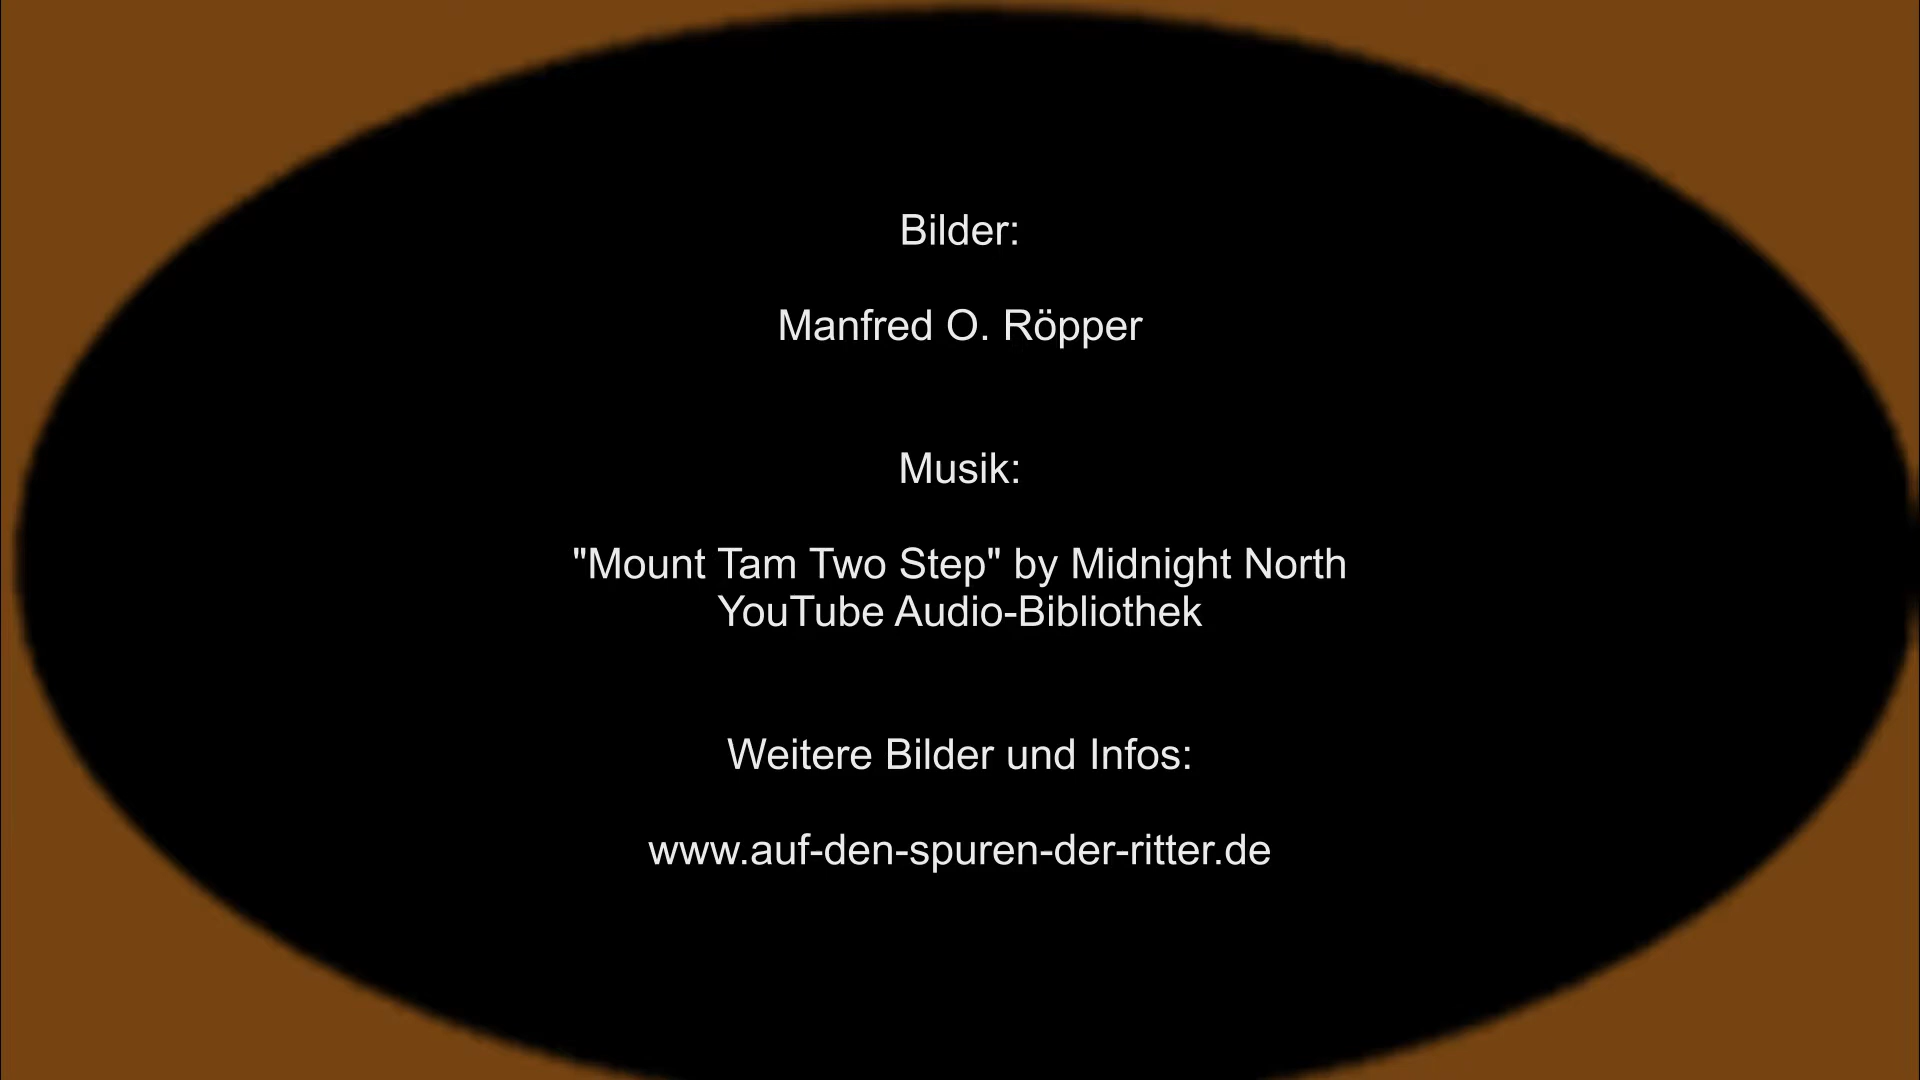 Bilder:
Manfred O. Röpper
Musik:
"Mount Tam Two Step" by Midnight North
YouTube Audio-Bibliothek
Weitere Bilder und Infos:
www.auf-den-spuren-der-ritter.de